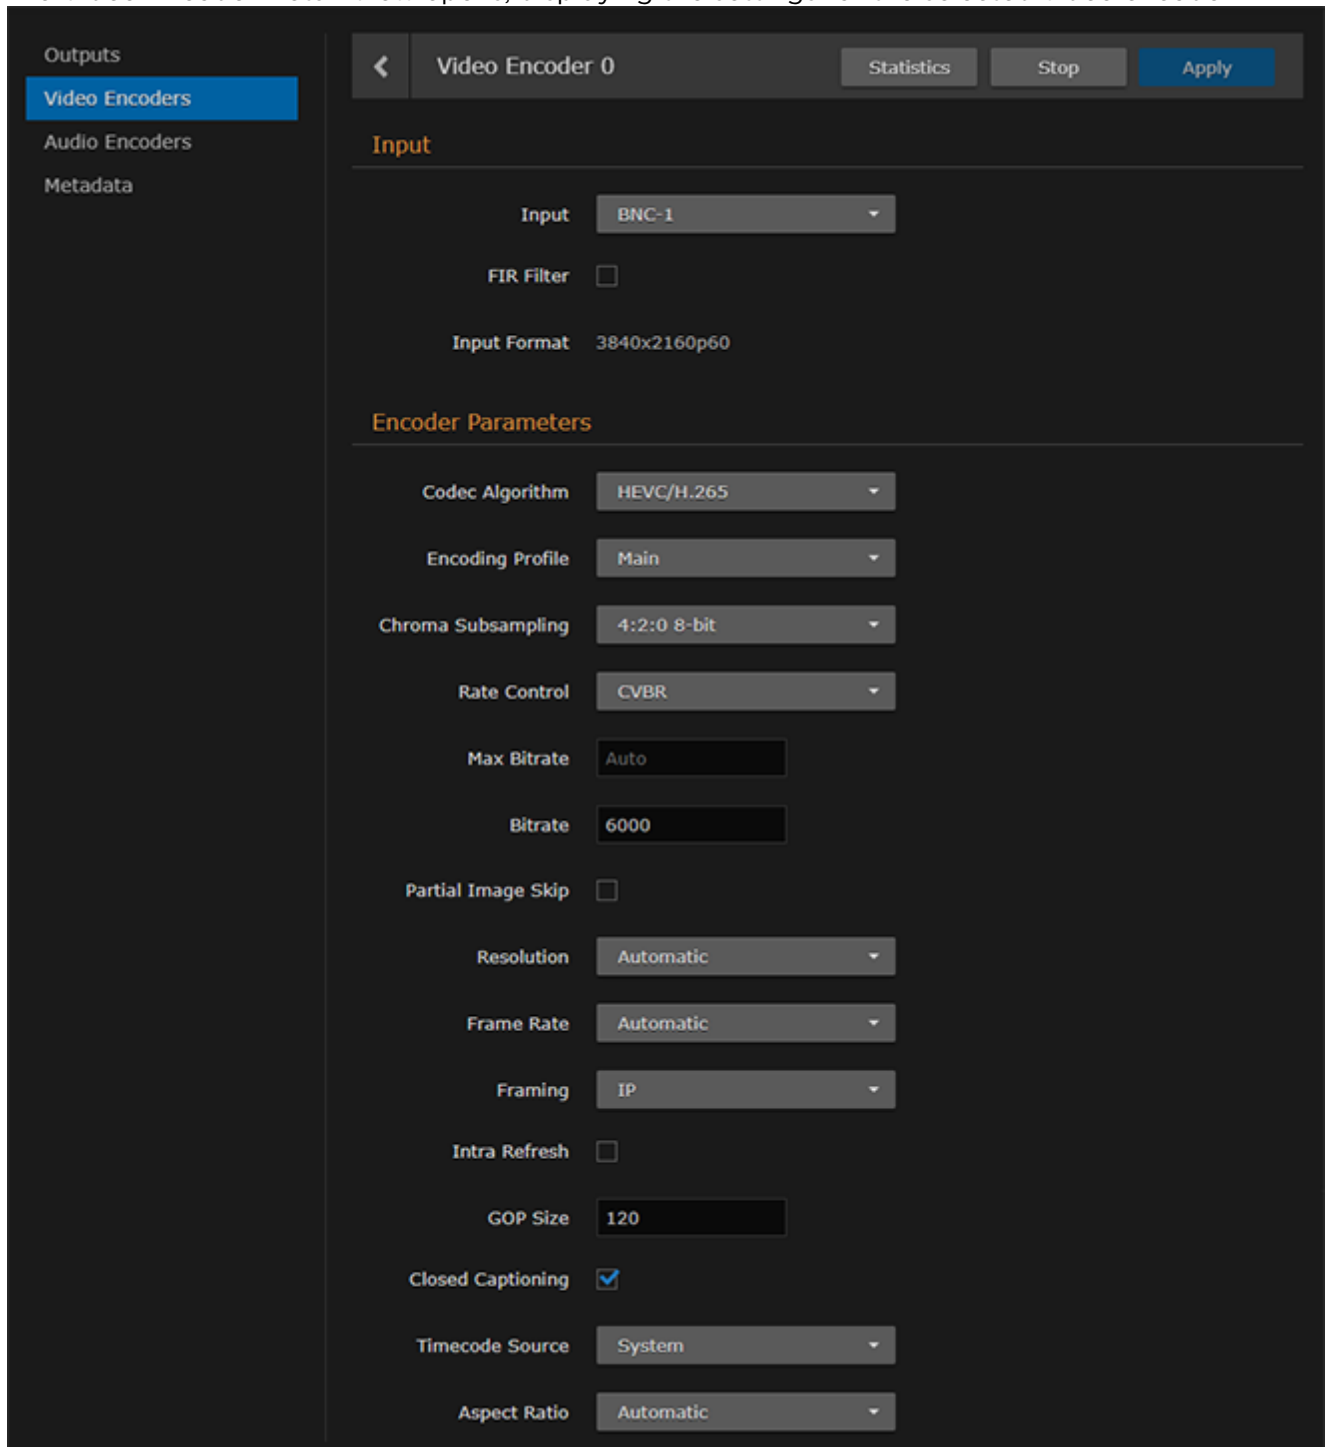 Outputs
Video Encoders
Audio Encoders
Metadata
Video Encoder 0
Statistics
Stop
Apply
Input
Input BNC-1
FIR Filter
Input Format 3840x2160p60
Encoder Parameters
Codec Algorithm HEVC/H.265
Encoding Profile Main
Chroma Subsampling 4:2:0 8-bit
Rate Control CVBR
Max Bitrate Auto
Bitrate 6000
Partial Image Skip
Resolution Automatic
Frame Rate Automatic
Framing IP
Intra Refresh
GOP Size 120
Closed Captioning
Timecode Source System
Aspect Ratio Automatic